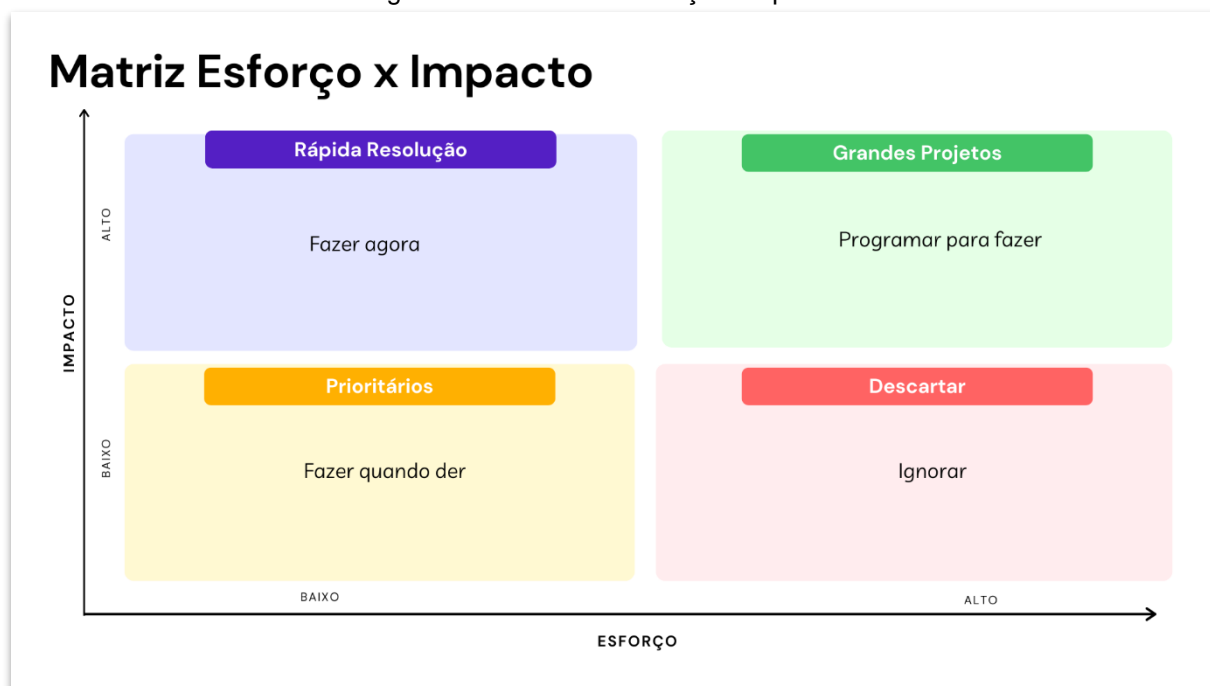 Matriz Esforço x Impacto
Rápida Resolução
Grandes Projetos
ALTO
Fazer agora
Programar para fazer
IMPACTO
Prioritários
Descartar
BAIXO
Fazer quando der
Ignorar
BAIXO
ALTO
ESFORÇO